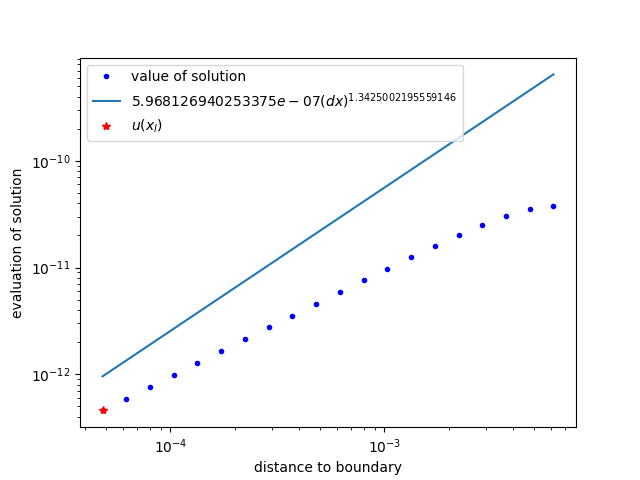 value of solution
5.968126940253375e − 07(dx)^1.3425002195559146
u(x_l)
10^−10
10^−11
10^−12
evaluation of solution
10^−4
10^−3
distance to boundary